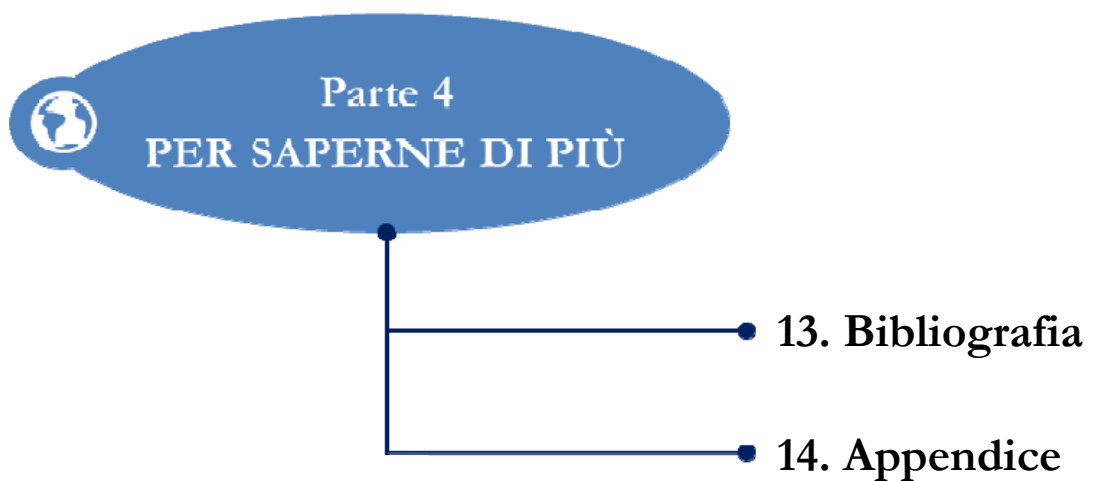 Parte 4
PER SAPERNE DI PIÙ
13. Bibliografia
14. Appendice